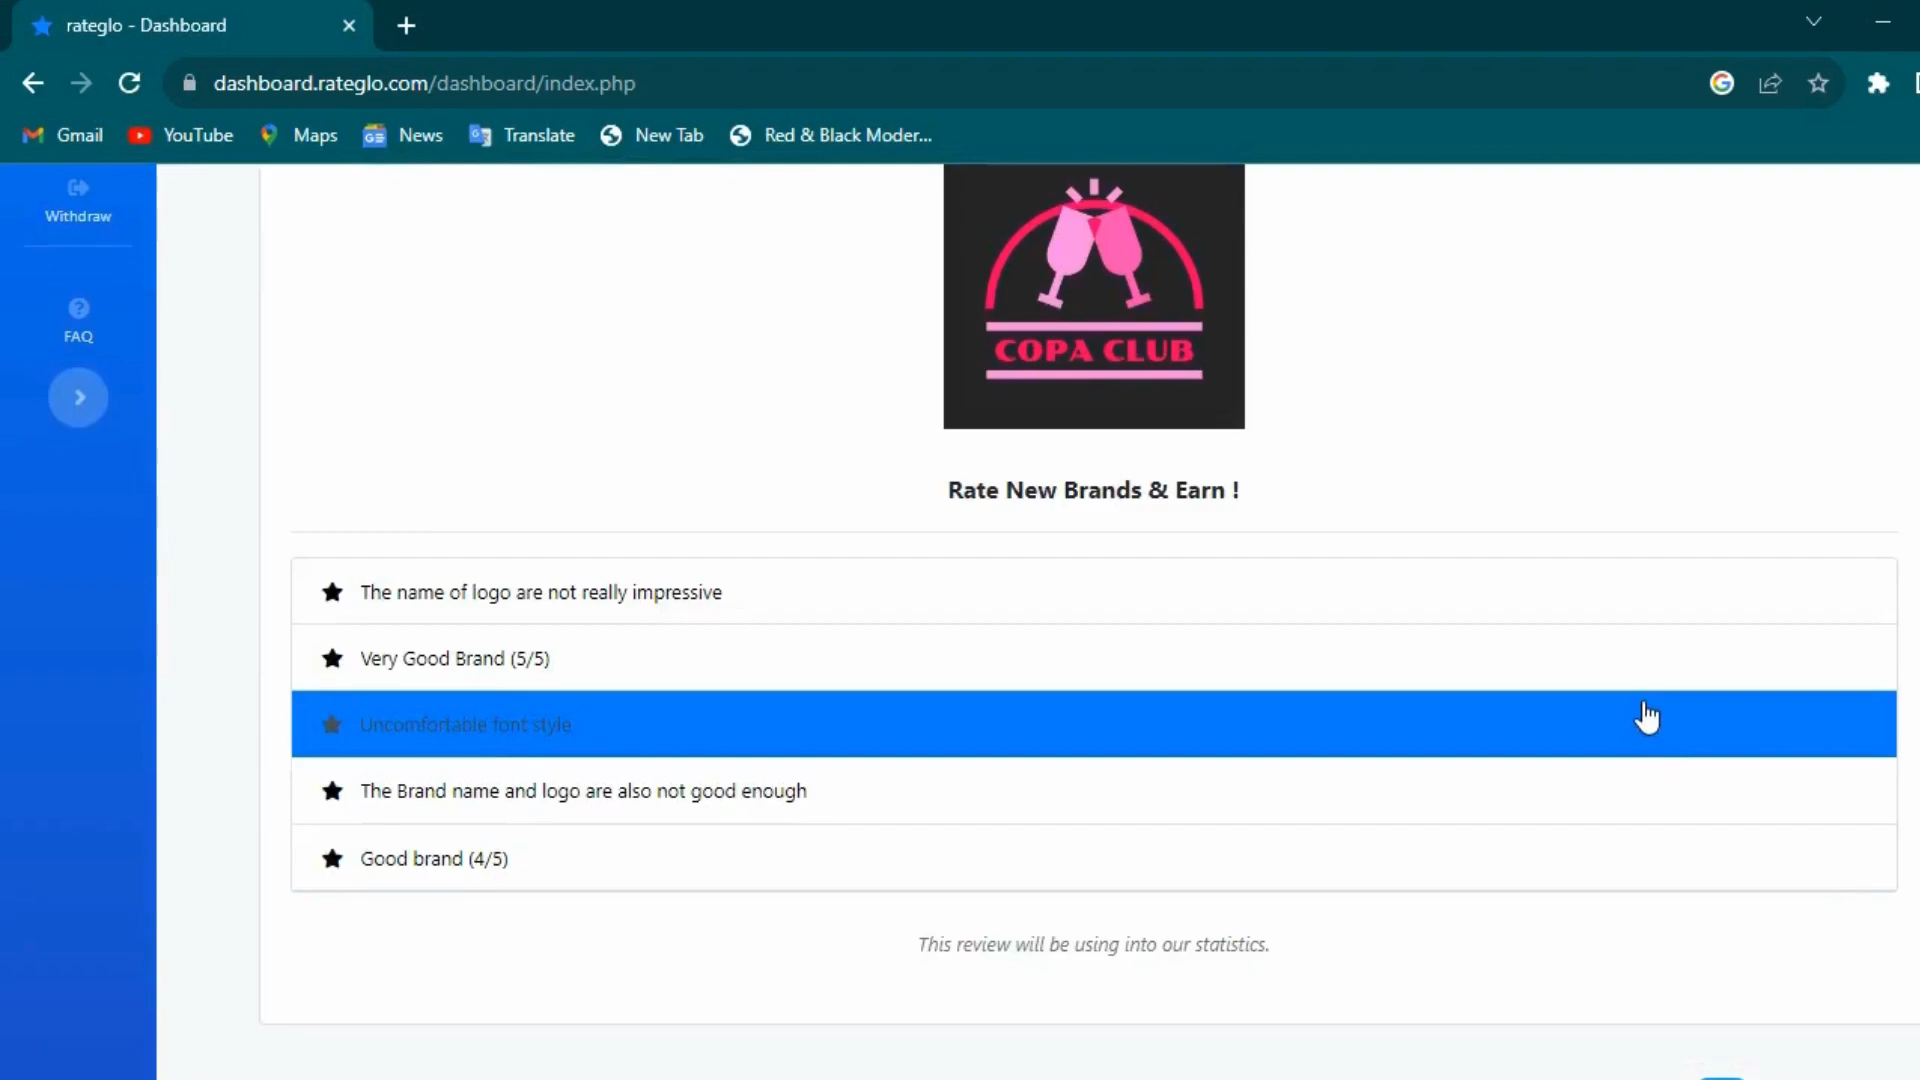 rateglo - Dashboard
dashboard.rateglo.com/dashboard/index.php
Gmail
YouTube
Maps
News
Translate
New Tab
Red & Black Moder...
Withdraw
FAQ
COPA CLUB
Rate New Brands & Earn !
The name of logo are not really impressive
Very Good Brand (5/5)
Uncomfortable font style
The Brand name and logo are also not good enough
Good brand (4/5)
This review will be using into our statistics.